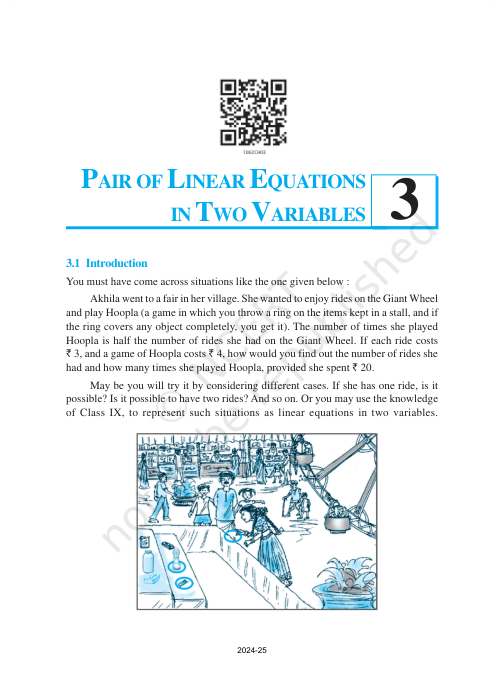 1062CH03
PAIR OF LINEAR EQUATIONS
IN TWO VARIABLES
3
3.1 Introduction
You must have come across situations like the one given below :
Akhila went to a fair in her village. She wanted to enjoy rides on the Giant Wheel
and play Hoopla (a game in which you throw a ring on the items kept in a stall, and if
the ring covers any object completely, you get it). The number of times she played
Hoopla is half the number of rides she had on the Giant Wheel. If each ride costs
₹ 3, and a game of Hoopla costs ₹ 4, how would you find out the number of rides she
had and how many times she played Hoopla, provided she spent ₹ 20.
May be you will try it by considering different cases. If she has one ride, is it
possible? Is it possible to have two rides? And so on. Or you may use the knowledge
of Class IX, to represent such situations as linear equations in two variables.
© NCERT
not to be republished
2024-25